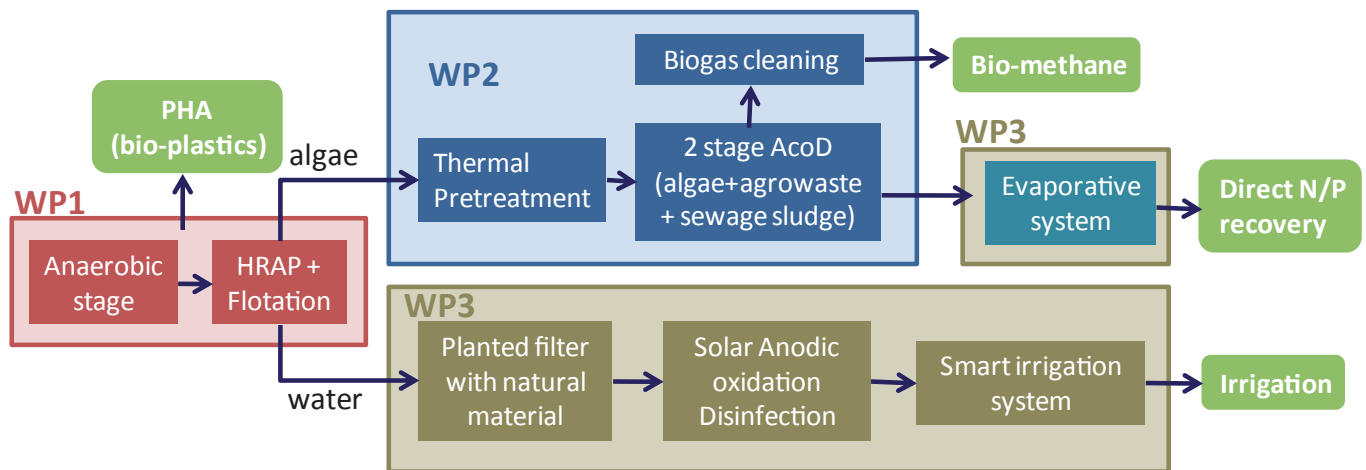 WP1
Anaerobic
stage
HRAP +
Flotation
PHA
(bio-plastics)
algae
water
WP2
Thermal
Pretreatment
2 stage AcoD
(algae+agrowaste
+ sewage sludge)
Biogas cleaning
Bio-methane
WP3
Evaporative
system
Direct N/P
recovery
WP3
Planted filter
with natural
material
Solar Anodic
oxidation
Disinfection
Smart irrigation
system
Irrigation